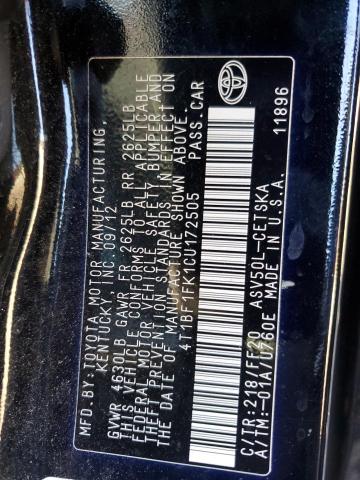 MFD.BY:TOYOTA MOTOR MANUFACTURING,
KENTUCKY, INC. 09/12
GVWR 4630LB GAWR FR 2625LB RR 2625LB
THIS VEHICLE CONFORMS TO ALL APPLICABLE
FEDERAL MOTOR VEHICLE SAFETY BUMPER,AND
THEFT PREVENTION STANDARDS IN EFFECT ON
THE DATE OF MANUFACTURE SHOWN ABOVE.
4T1BF1FK1CU172505 PASS.CAR
C/TR:218/FF20 ASV50L-CETSKA
A/TM:-01A/U760E MADE IN U.S.A.
11896